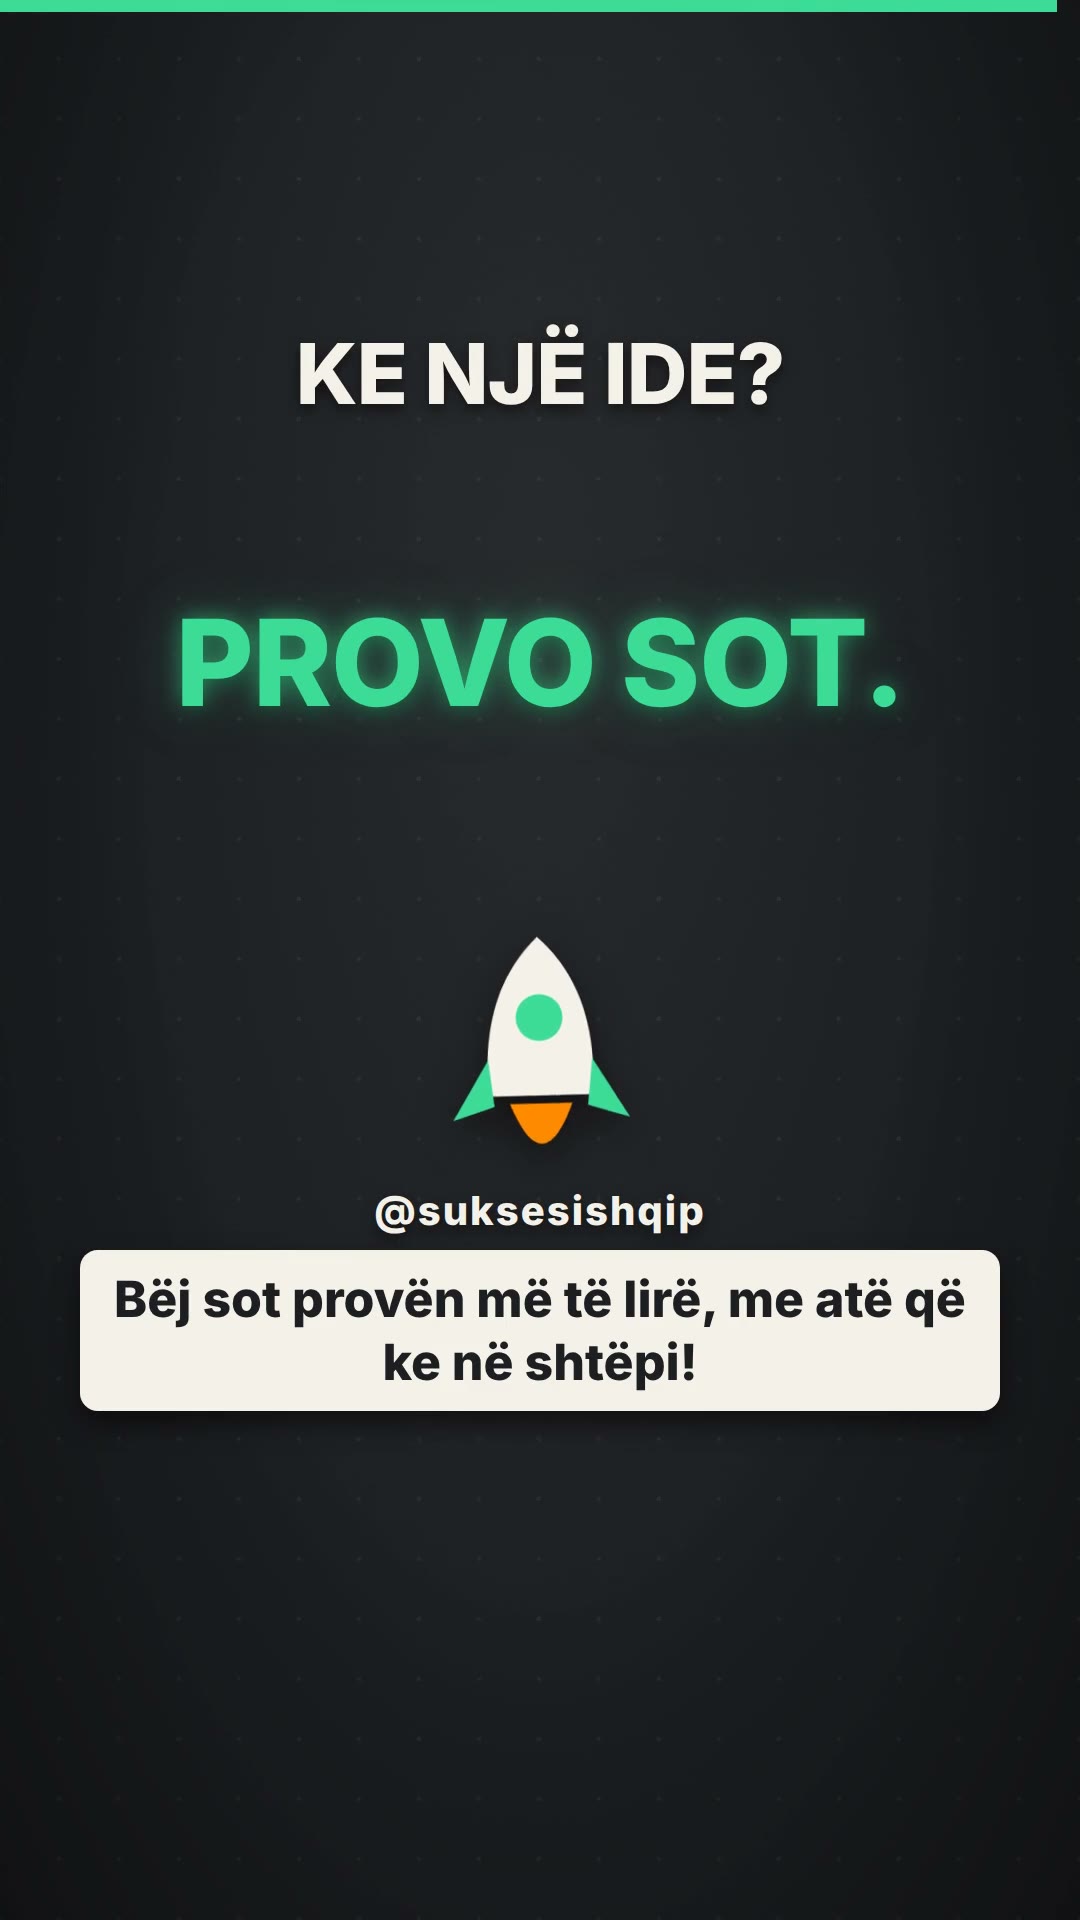 KE NJË IDE?
PROVO SOT.
@suksesishqip
Bëj sot provën më të lirë, me atë që
ke në shtëpi!